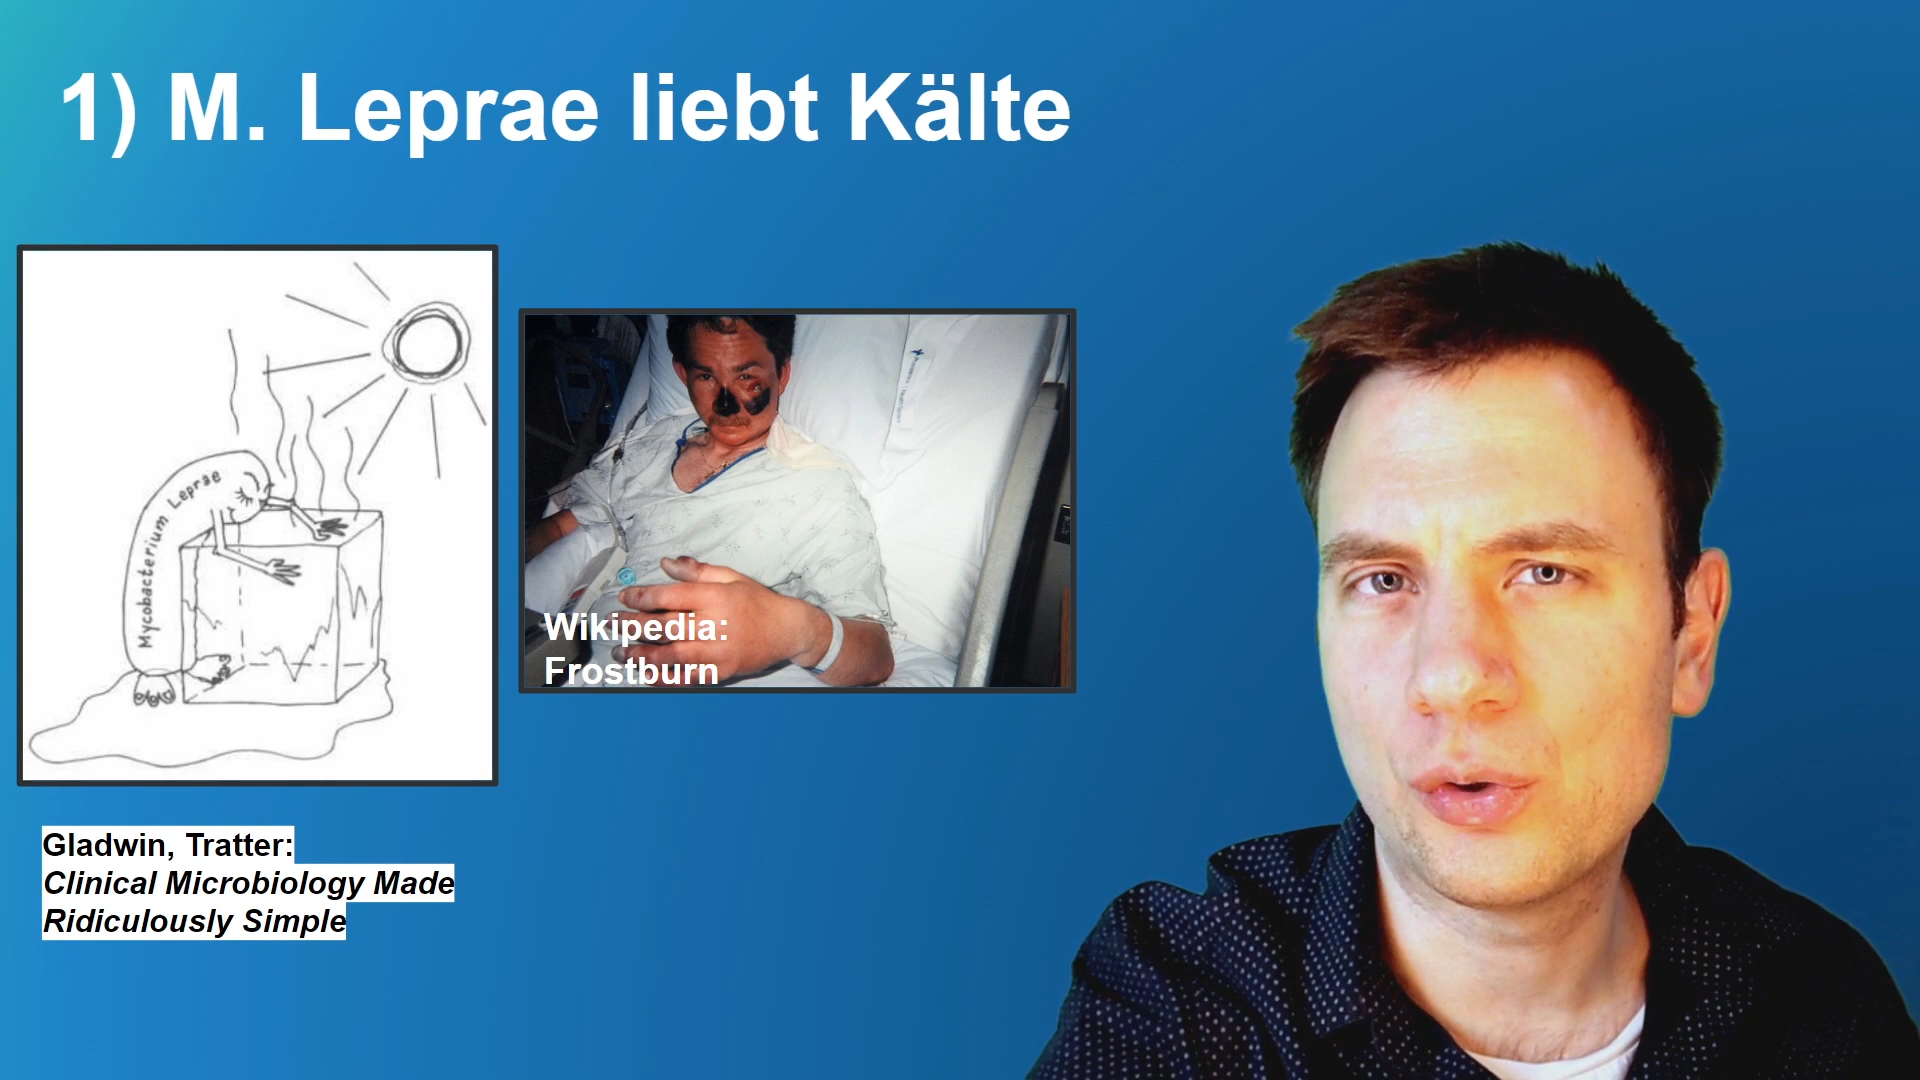 1) M. Leprae liebt Kälte
Mycobacterium Leprae
Wikipedia:
Frostburn
Gladwin, Tratter:
Clinical Microbiology Made
Ridiculously Simple